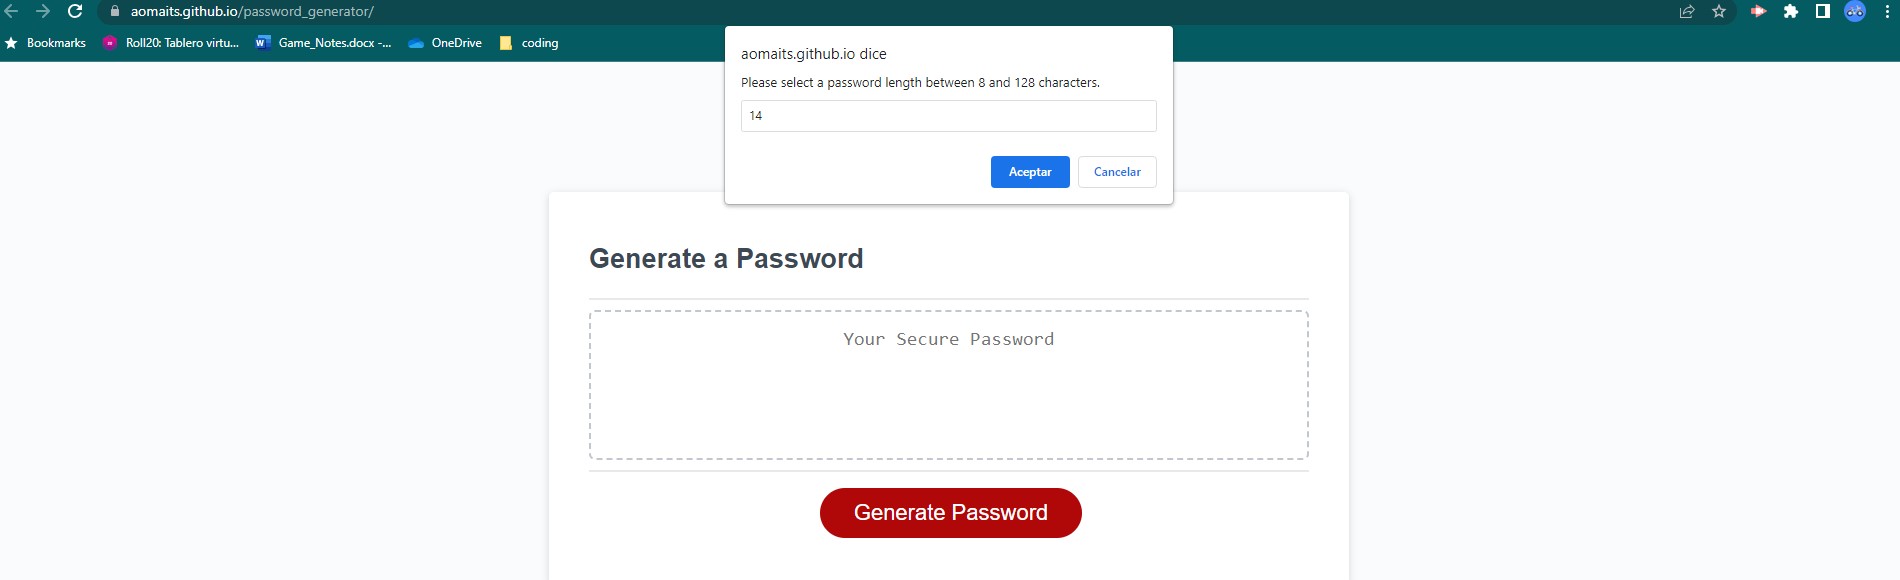 aomaits.github.io/password_generator/
Bookmarks Roll20: Tablero virtu... Game_Notes.docx -... OneDrive coding
aomaits.github.io dice
Please select a password length between 8 and 128 characters.
14
Aceptar Cancelar
Generate a Password
Your Secure Password
Generate Password